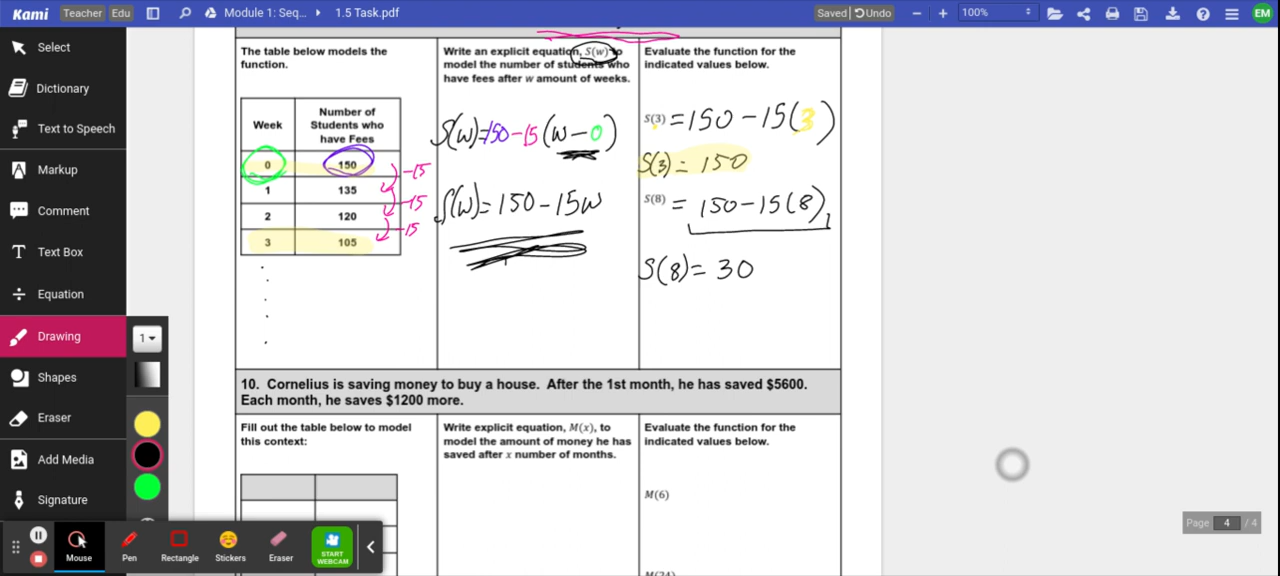 Kami Teacher Edu Module 1: Seq... 1.5 Task.pdf Saved Undo 100% EM
Select
Dictionary
Text to Speech
Markup
Comment
Text Box
Equation
Drawing
Shapes
Eraser
Add Media
Signature
1
The table below models the
function.
Week Number of
Students who
have Fees
0 150
1 135
2 120
3 105
-15
-15
-15
Write an explicit equation, S(w) to
model the number of students who
have fees after w amount of weeks.
S(w)=150-15(w-0)
S(w)=150-15w
Evaluate the function for the
indicated values below.
S(3) =150-15(3)
S(3)=150
S(8) = 150-15(8)
S(8)=30
10. Cornelius is saving money to buy a house. After the 1st month, he has saved $5600.
Each month, he saves $1200 more.
Fill out the table below to model
this context:
Write explicit equation, M(x), to
model the amount of money he has
saved after x number of months.
Evaluate the function for the
indicated values below.
M(6)
M(24)
Page 4 / 4
Mouse Pen Rectangle Stickers Eraser START
WEBCAM